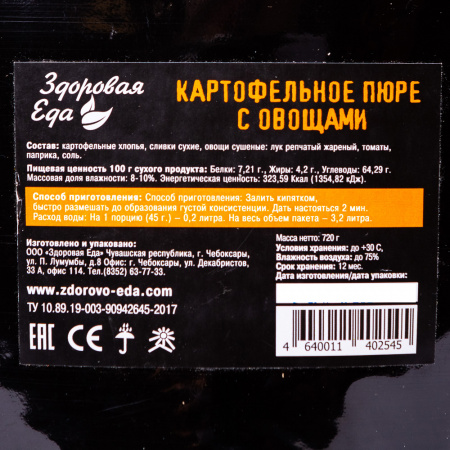 Здоровая
Еда
КАРТОФЕЛЬНОЕ ПЮРЕ
С ОВОЩАМИ
Состав: картофельные хлопья, сливки сухие, овощи сушеные: лук репчатый жареный, томаты,
паприка, соль.
Пищевая ценность 100 г сухого продукта: Белки: 7,21 г., Жиры: 4,2 г., Углеводы: 64,29 г.
Массовая доля влажности: 8-10%. Энергетическая ценность: 323,59 Ккал (1354,82 кДж).
Способ приготовления: Способ приготовления: Залить кипятком,
быстро размешать до образования густой консистенции. Дать настояться 2 мин.
Расход воды: На 1 порцию (45 г.) – 0,2 литра. На весь объем пакета – 3,2 литра.
Изготовлено и упаковано:
ООО «Здоровая Еда» Чувашская республика, г. Чебоксары,
ул. П. Лумумбы, д.8 Офис: г. Чебоксары, ул. Декабристов,
33 А, офис 114. Тел.(8352) 63-77-33.
www.zdorovo-eda.com
ТУ 10.89.19-003-90942645-2017
Масса нетто: 720 г
Условия хранения: до +30 С,
Влажность воздуха: до 75%
Срок хранения: 12 мес.
Дата изготовления/дата упаковки:
EAC CE
4 640011 402545